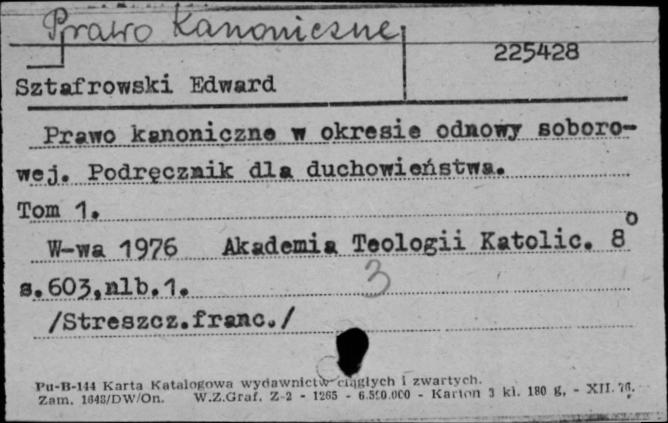 Prawo kanoniczne
225428
Sztafrowski Edward
Prawo kanoniczne w okresie odnowy soboro-
wej. Podręcznik dla duchowieństwa.
Tom 1.
W-wa 1976 Akademia Teologii Katolic. 8°
s.603,nlb.1.
3
/Streszcz.franc./
Pu-B-144 Karta Katalogowa wydawnictw ciągłych i zwartych.
Zam. 1648/DW/On. W.Z.Graf. Z-2 - 1265 - 6.500.000 - Karton 3 kl. 180 g, - XII. 76.